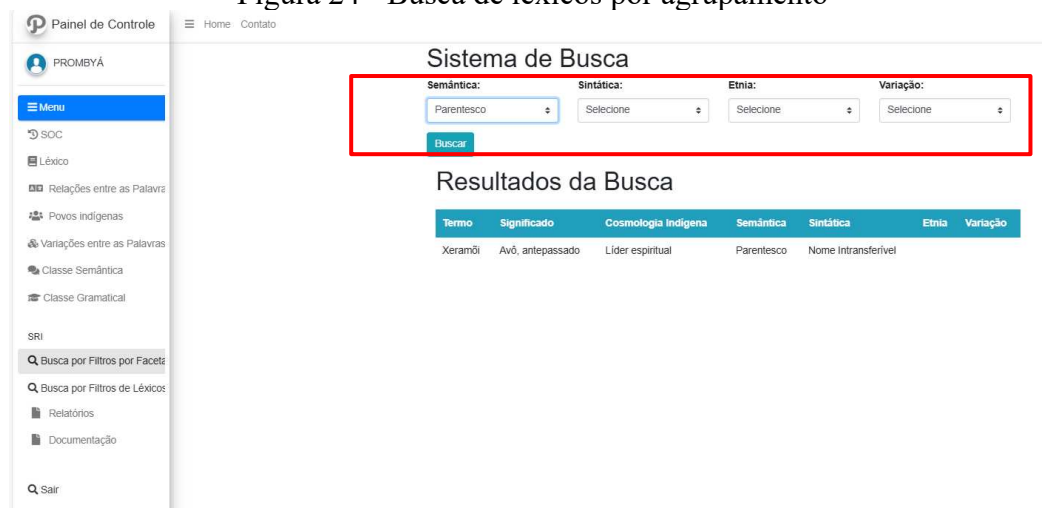 Figura 24 - Busca de léxicos por agrupamento
Painel de Controle
Home Contato
PROMBYÁ
Menu
SOC
Léxico
Relações entre as Palavra
Povos indígenas
Variações entre as Palavras
Classe Semântica
Classe Gramatical
SRI
Busca por Filtros por Faceta
Busca por Filtros de Léxicos
Relatórios
Documentação
Sair
Sistema de Busca
Semântica: Sintática: Etnia: Variação:
Parentesco Selecione Selecione Selecione
Buscar
Resultados da Busca
Termo Significado Cosmologia Indígena Semântica Sintática Etnia Variação
Xeramõi Avô, antepassado Líder espiritual Parentesco Nome Intransferível